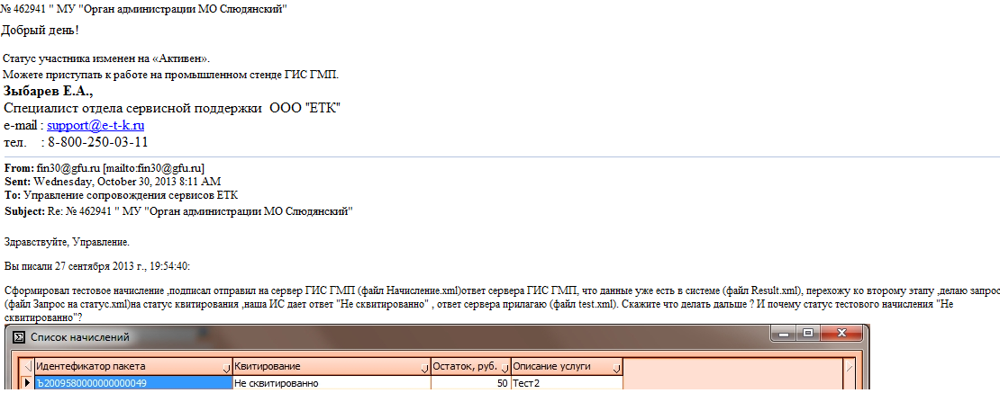 № 462941 " МУ "Орган администрации МО Слюдянский"
Добрый день!
Статус участника изменен на «Активен».
Можете приступать к работе на промышленном стенде ГИС ГМП.
Зыбарев Е.А.,
Специалист отдела сервисной поддержки ООО "ЕТК"
e-mail : support@e-t-k.ru
тел. : 8-800-250-03-11
From: fin30@gfu.ru [mailto:fin30@gfu.ru]
Sent: Wednesday, October 30, 2013 8:11 AM
To: Управление сопровождения сервисов ЕТК
Subject: Re: № 462941 " МУ "Орган администрации МО Слюдянский"
Здравствуйте, Управление.
Вы писали 27 сентября 2013 г., 19:54:40:
Сформировал тестовое начисление ,подписал отправил на сервер ГИС ГМП (файл Начисление.xml)ответ сервера ГИС ГМП, что данные уже есть в системе (файл Result.xml), перехожу ко второму этапу ,делаю запрос
(файл Запрос на статус.xml)на статус квитирования ,наша ИС дает ответ "Не сквитированно" , ответ сервера прилагаю (файл test.xml). Скажите что делать дальше ? И почему статус тестового начисления "Не
сквитированно"?
Список начислений
Идентефикатор пакета Квитирование Остаток, руб. Описание услуги
Ъ2009580000000000049 Не сквитированно 50 Тест2